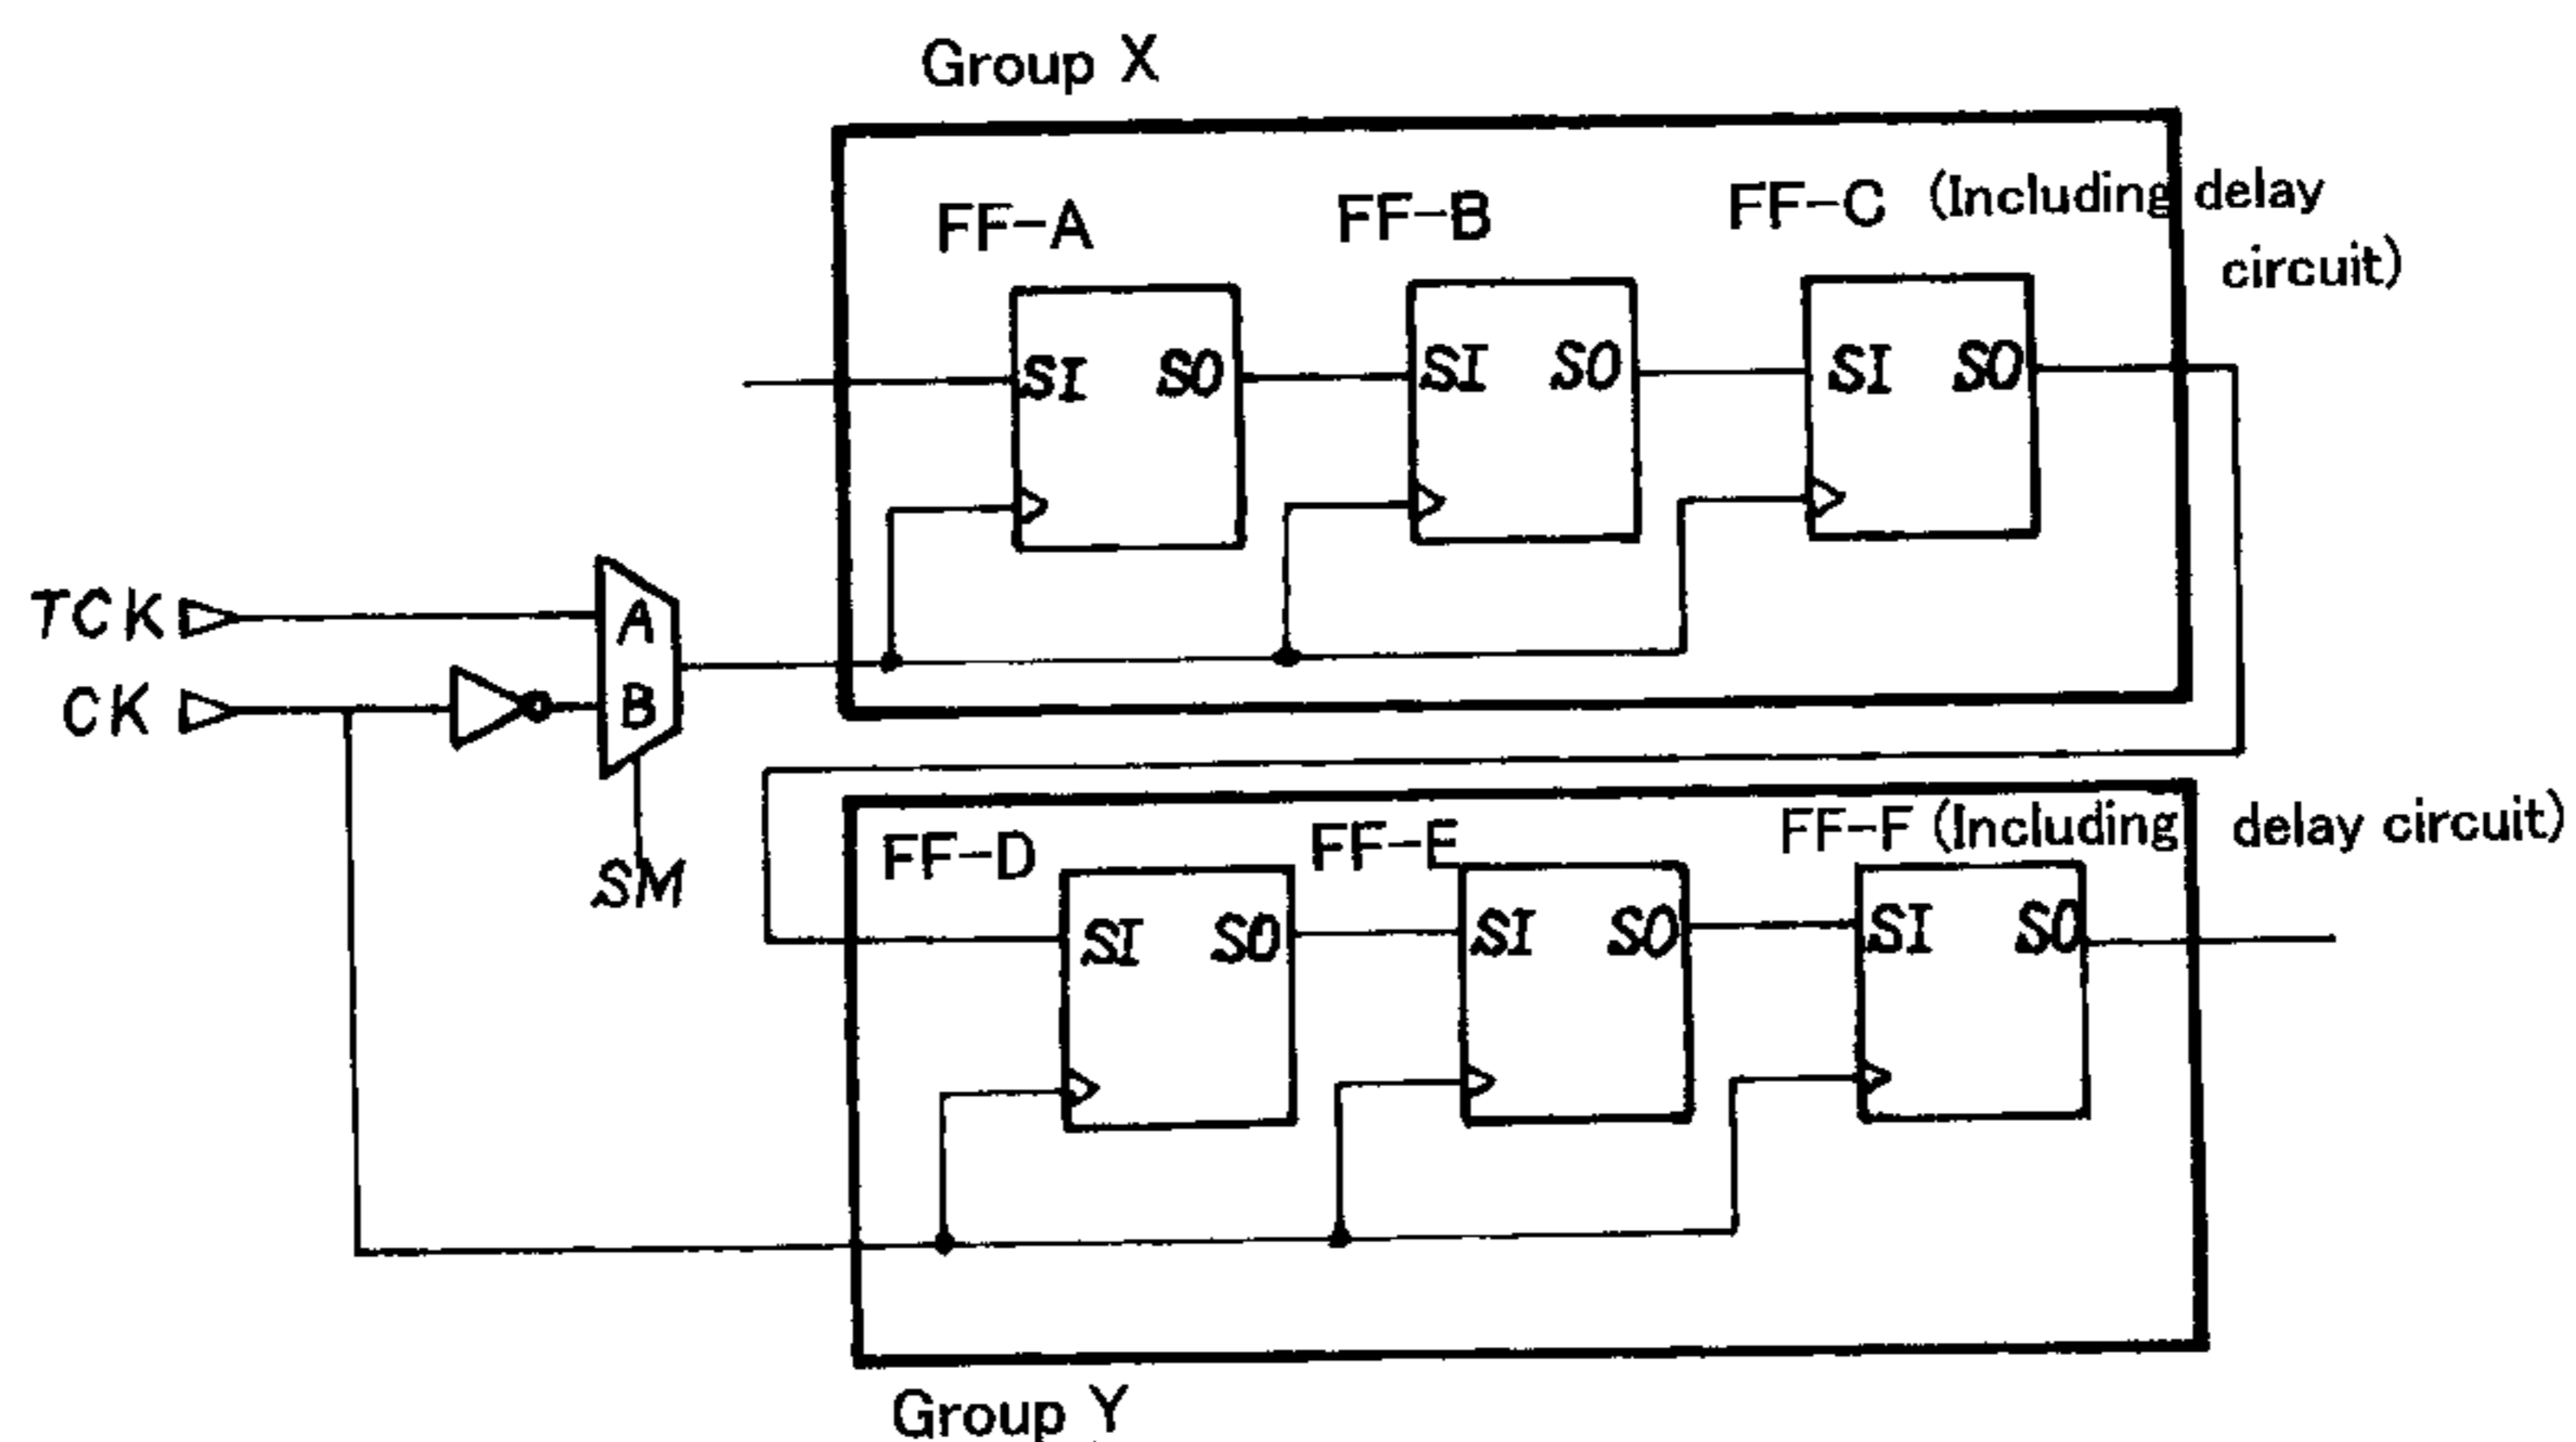 Group X
FF-A
FF-B
FF-C (Including delay
circuit)
SI SO
SI SO
SI SO
TCK
A
CK
B
SM
FF-D
FF-E
FF-F (Including delay circuit)
SI SO
SI SO
SI SO
Group Y